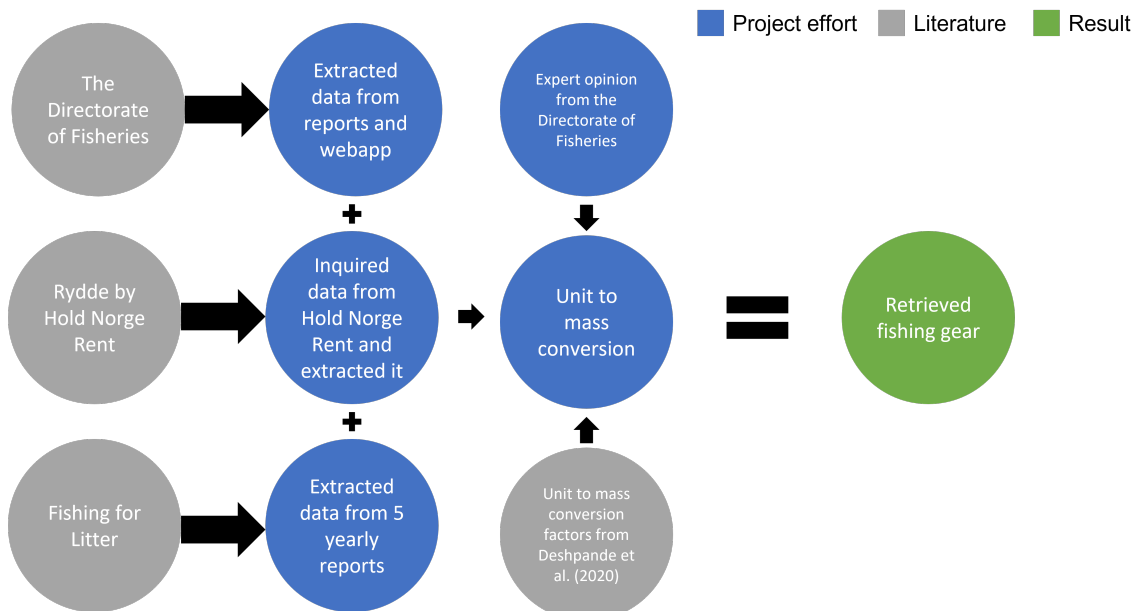 Project effort
Literature
Result
The
Directorate
of Fisheries
Extracted
data from
reports and
webapp
Expert opinion
from the
Directorate of
Fisheries
Rydde by
Hold Norge
Rent
Inquired
data from
Hold Norge
Rent and
extracted it
Unit to
mass
conversion
Retrieved
fishing gear
Fishing for
Litter
Extracted
data from 5
yearly
reports
Unit to mass
conversion
factors from
Deshpande et
al. (2020)